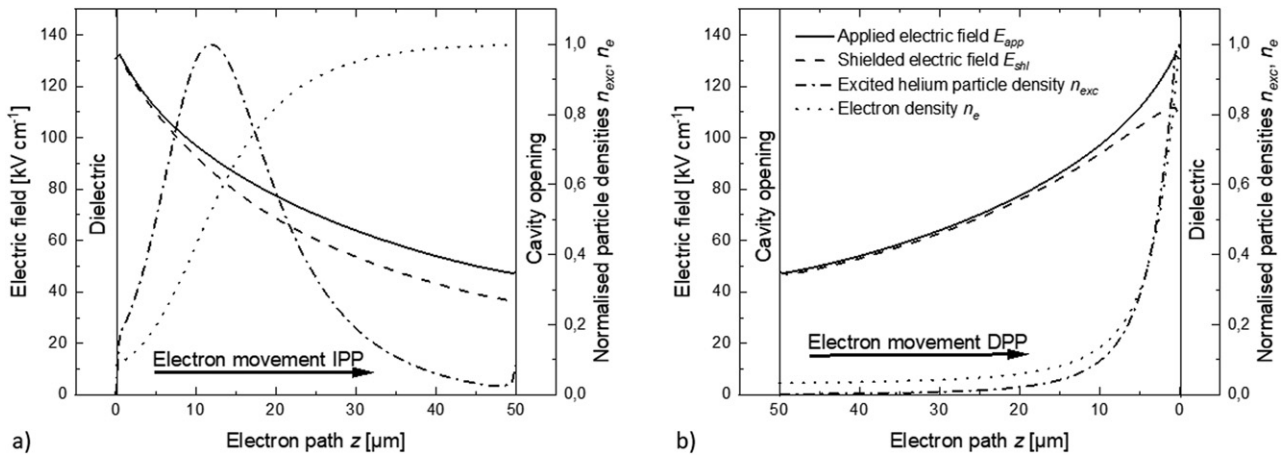 140
120
100
80
60
40
20
0
Electric field [kV cm⁻¹]
Dielectric
Cavity opening
1,0
0,8
0,6
0,4
0,2
0,0
Normalised particle densities n_exc, n_e
Electron movement IPP
0
10
20
30
40
50
Electron path z [µm]
a)
140
120
100
80
60
40
20
0
Electric field [kV cm⁻¹]
Cavity opening
Applied electric field E_app
Shielded electric field E_shl
Excited helium particle density n_exc
Electron density n_e
Dielectric
1,0
0,8
0,6
0,4
0,2
0,0
Normalised particle densities n_exc, n_e
Electron movement DPP
50
40
30
20
10
0
Electron path z [µm]
b)